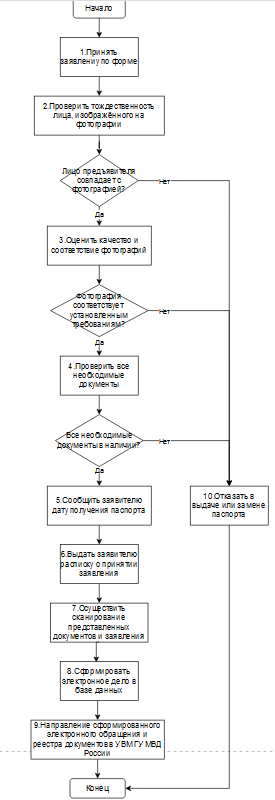 Начало
1.Принять
заявлению по форме
2.Проверить тождественность
лица, изображённого на
фотографии
Лицо предъявителя
совпадает с
фотографией?
Нет
Да
3.Оценить качество и
соответствие фотографий
Фотография
соответствует
установленным
требованиям?
Нет
Да
4.Проверить все
необходимые
документы
Все необходимые
документы в наличии?
Нет
Да
5.Сообщить заявителю
дату получения паспорта
10.Отказать в
выдаче или замене
паспорта
6.Выдать заявителю
расписку о принятии
заявления
7.Осуществить
сканирование
представленных
документов и заявления
8.Сформировать
электронное дело в
базе данных
9.Направление сформированного
электронного обращения и
реестра документов в УВМ ГУ МВД
России
Конец